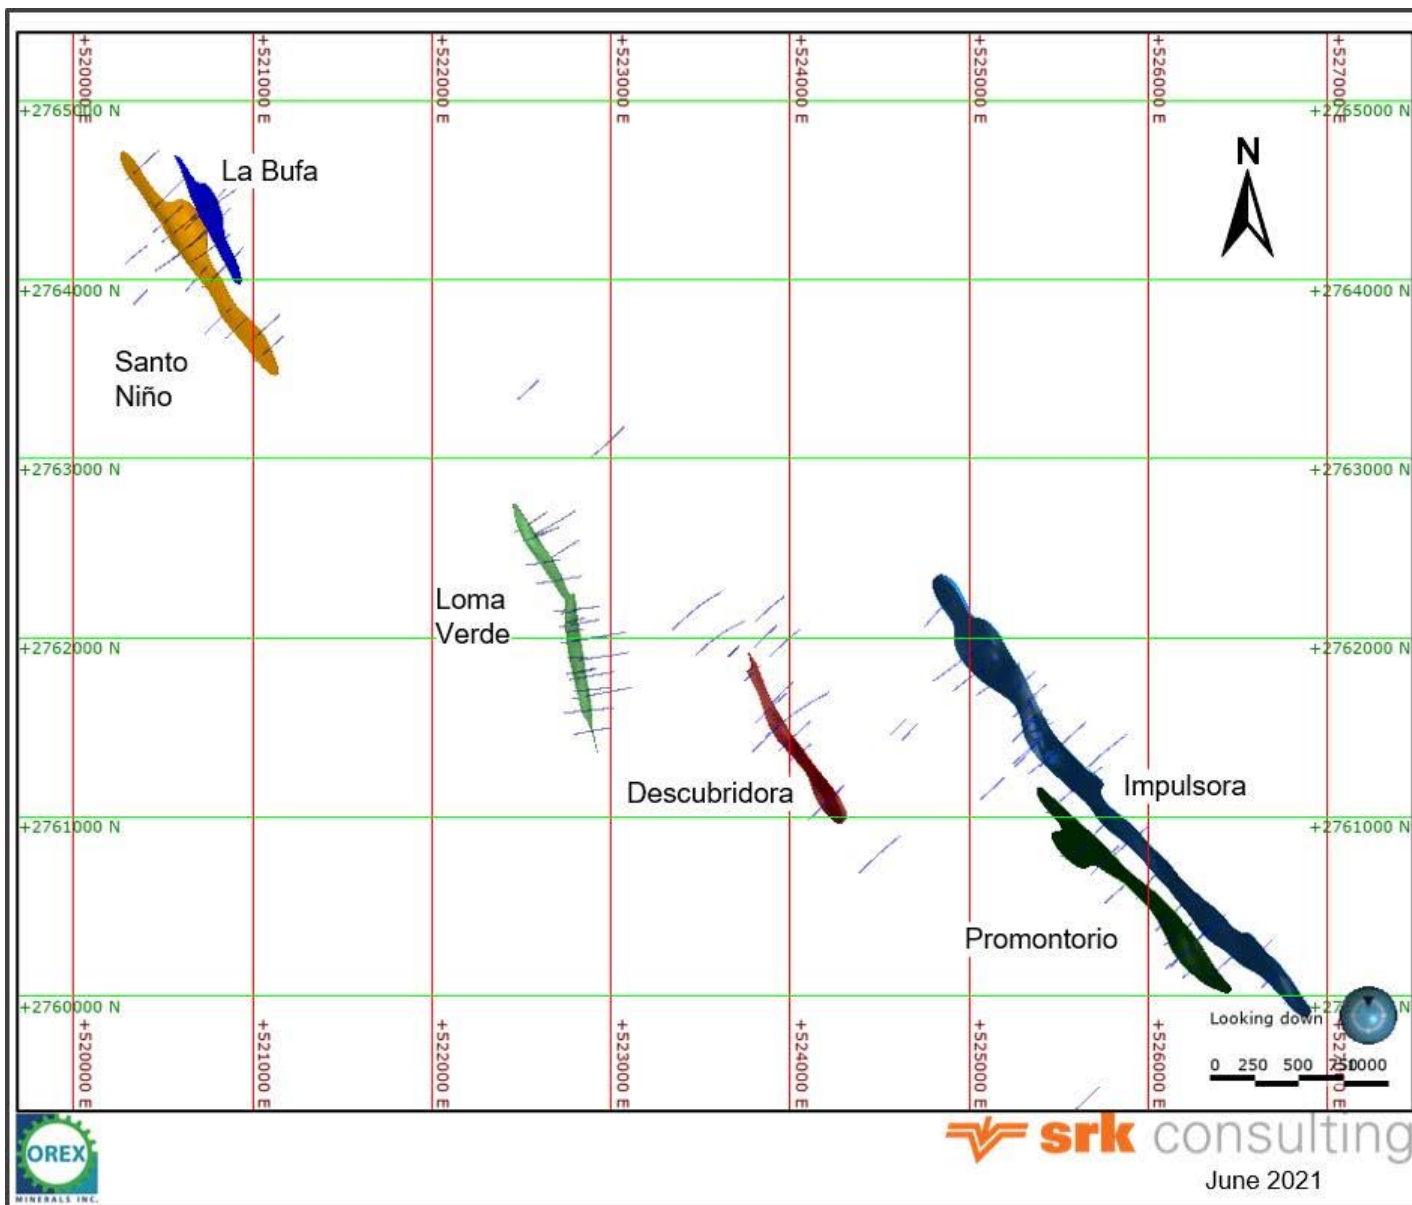 +520000 E
+521000 E
+522000 E
+523000 E
+524000 E
+525000 E
+526000 E
+527000 E
+2765000 N
+2765000 N
N
La Bufa
+2764000 N
+2764000 N
Santo
Niño
+2763000 N
+2763000 N
Loma
Verde
+2762000 N
+2762000 N
Descubridora
Impulsora
+2761000 N
+2761000 N
Promontorio
+2760000 N
Looking down
0 250 500 750 1000
+520000 E
+521000 E
+522000 E
+523000 E
+524000 E
+525000 E
+526000 E
OREX
MINERALS INC.
srk consulting
June 2021